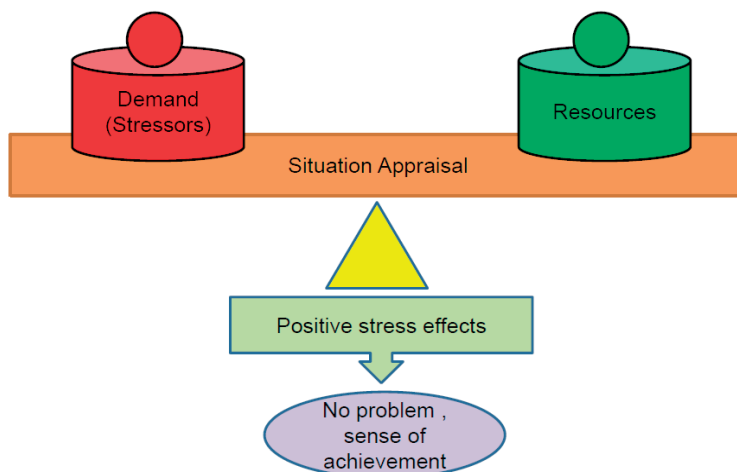 Demand
(Stressors)
Resources
Situation Appraisal
Positive stress effects
No problem ,
sense of
achievement